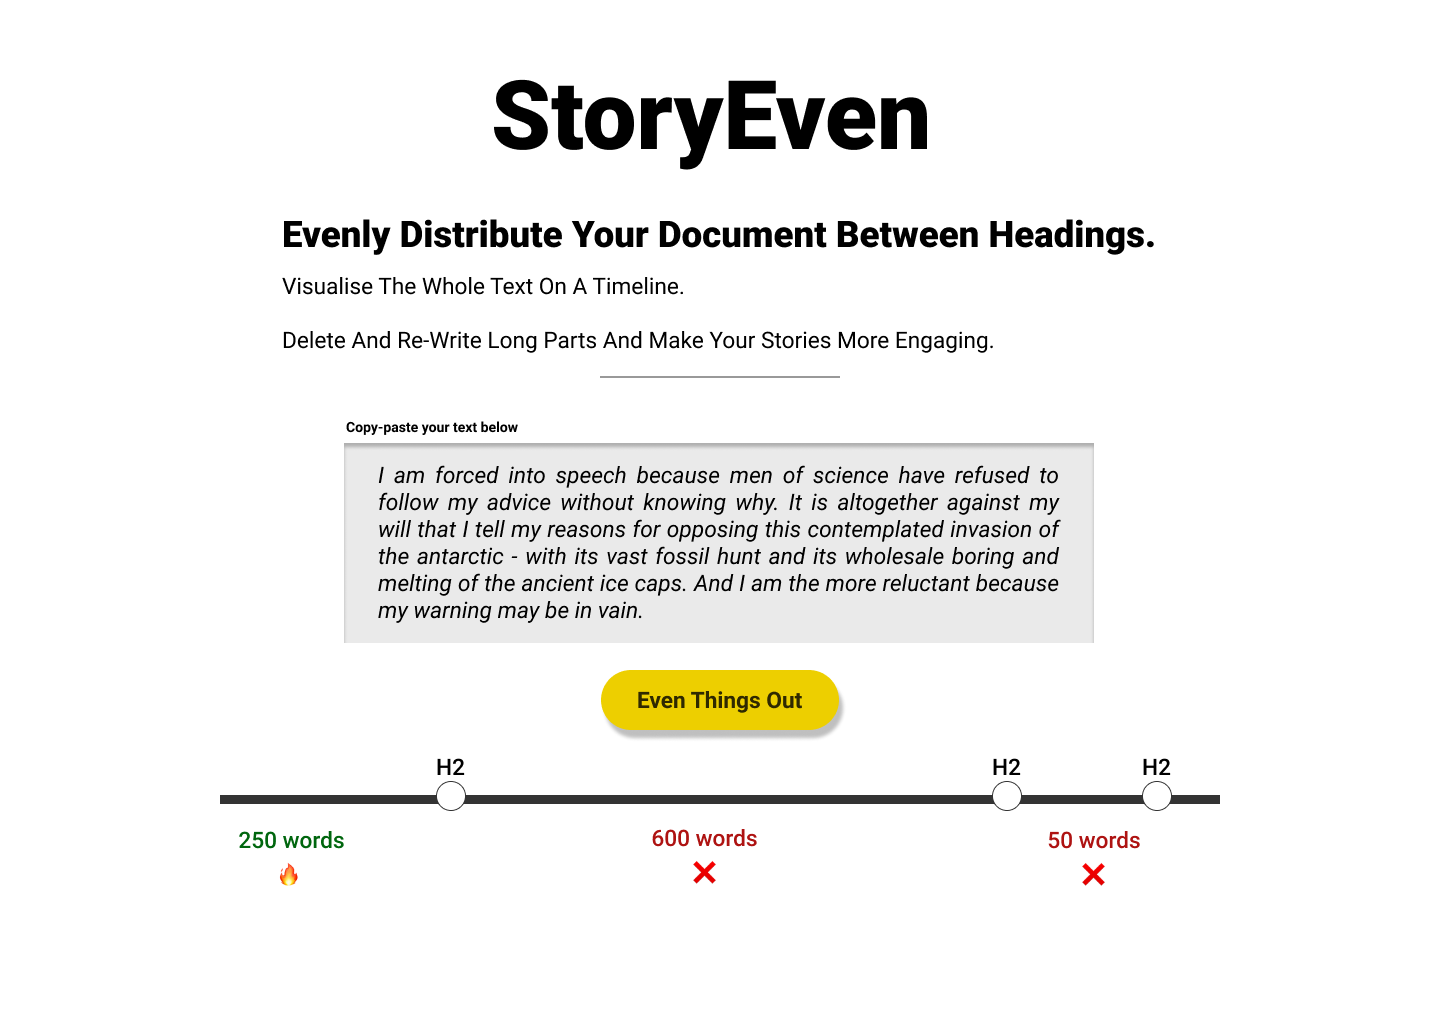 StoryEven
Evenly Distribute Your Document Between Headings.
Visualise The Whole Text On A Timeline.
Delete And Re-Write Long Parts And Make Your Stories More Engaging.
Copy-paste your text below
I am forced into speech because men of science have refused to
follow my advice without knowing why. It is altogether against my
will that I tell my reasons for opposing this contemplated invasion of
the antarctic - with its vast fossil hunt and its wholesale boring and
melting of the ancient ice caps. And I am the more reluctant because
my warning may be in vain.
Even Things Out
H2 H2 H2
250 words 600 words 50 words